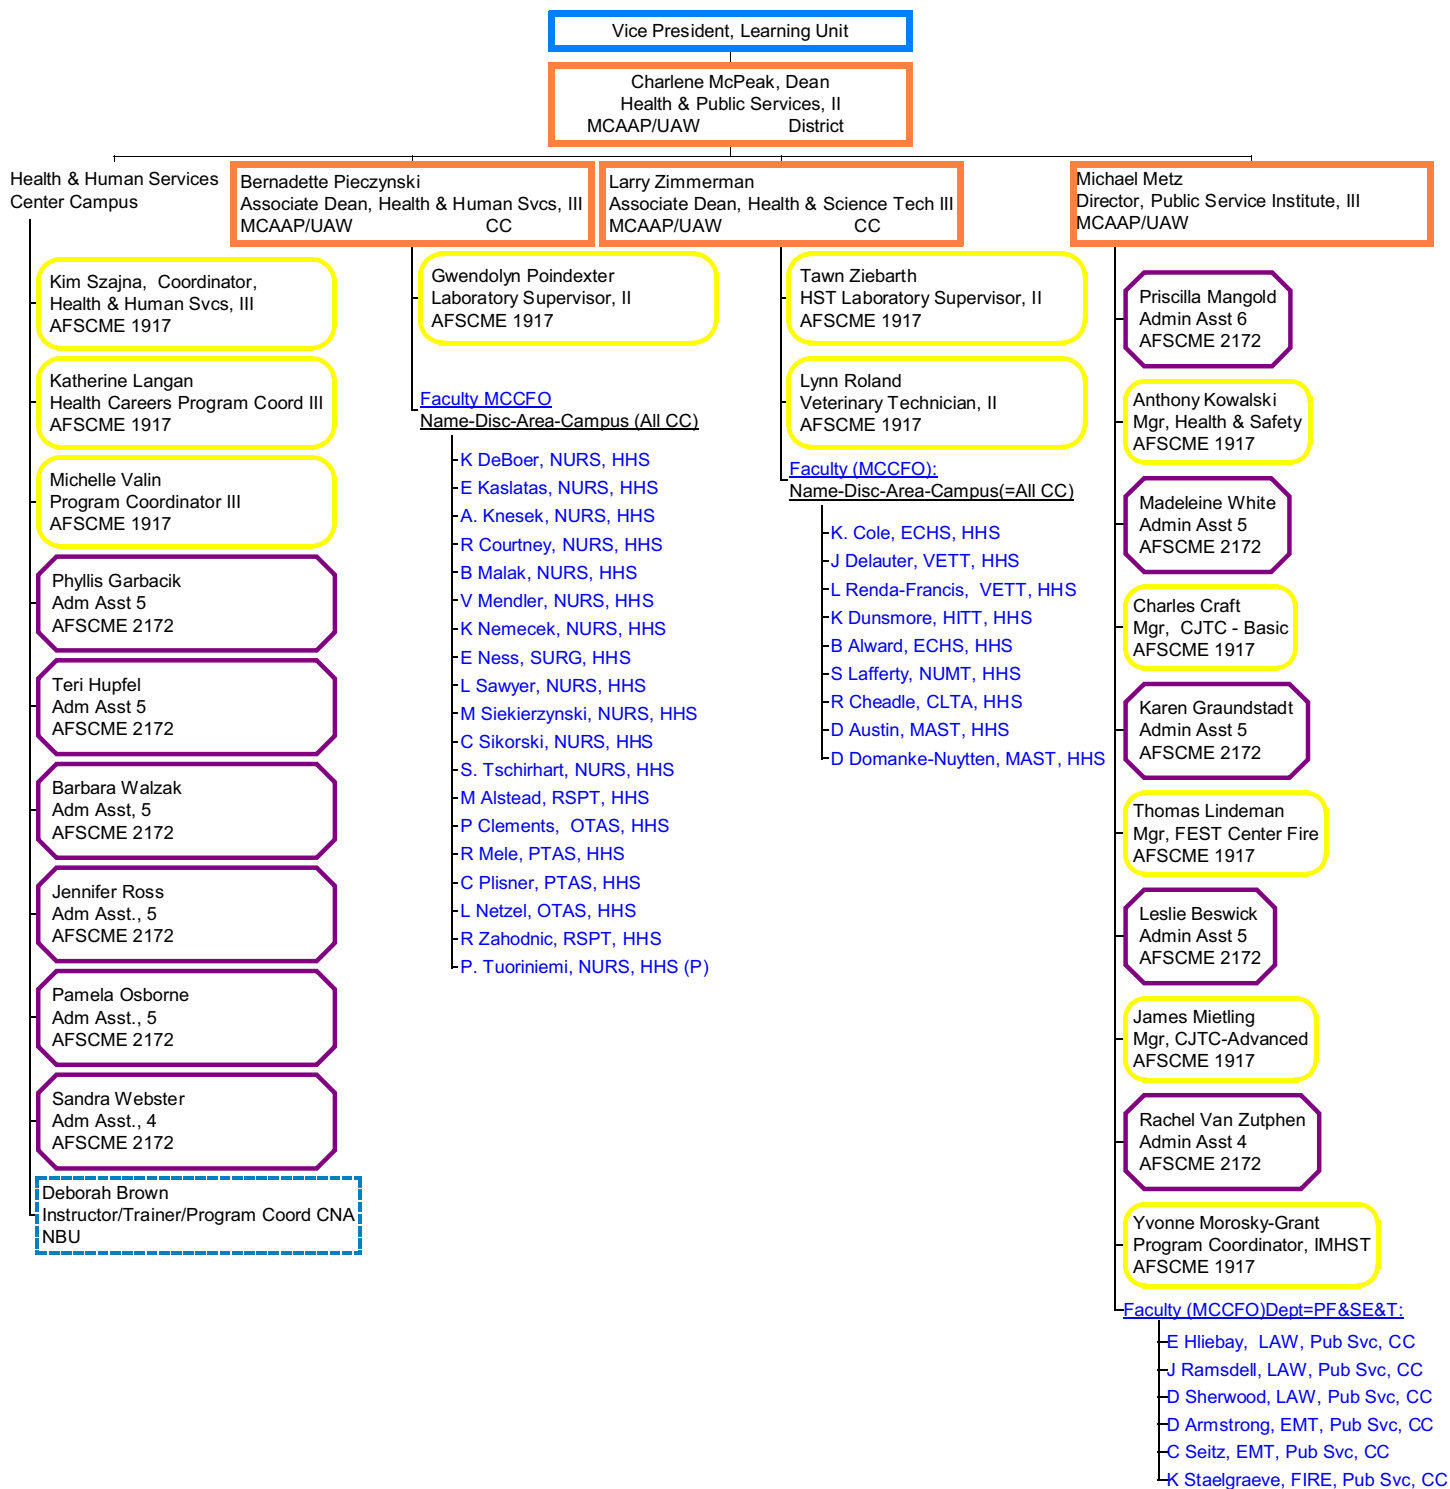 Vice President, Learning Unit
Charlene McPeak, Dean
Health & Public Services, II
MCAAP/UAW District
Health & Human Services
Center Campus
Kim Szajna, Coordinator,
Health & Human Svcs, III
AFSCME 1917
Katherine Langan
Health Careers Program Coord III
AFSCME 1917
Michelle Valin
Program Coordinator III
AFSCME 1917
Phyllis Garbacik
Adm Asst 5
AFSCME 2172
Teri Hupfel
Adm Asst 5
AFSCME 2172
Barbara Walzak
Adm Asst, 5
AFSCME 2172
Jennifer Ross
Adm Asst., 5
AFSCME 2172
Pamela Osborne
Adm Asst., 5
AFSCME 2172
Sandra Webster
Adm Asst., 4
AFSCME 2172
Deborah Brown
Instructor/Trainer/Program Coord CNA
NBU
Bernadette Pieczynski
Associate Dean, Health & Human Svcs, III
MCAAP/UAW CC
Gwendolyn Poindexter
Laboratory Supervisor, II
AFSCME 1917
Faculty MCCFO
Name-Disc-Area-Campus (All CC)
K DeBoer, NURS, HHS
E Kaslatas, NURS, HHS
A. Knesek, NURS, HHS
R Courtney, NURS, HHS
B Malak, NURS, HHS
V Mendler, NURS, HHS
K Nemecek, NURS, HHS
E Ness, SURG, HHS
L Sawyer, NURS, HHS
M Siekierzynski, NURS, HHS
C Sikorski, NURS, HHS
S. Tschirhart, NURS, HHS
M Alstead, RSPT, HHS
P Clements, OTAS, HHS
R Mele, PTAS, HHS
C Plisner, PTAS, HHS
L Netzel, OTAS, HHS
R Zahodnic, RSPT, HHS
P. Tuoriniemi, NURS, HHS (P)
Larry Zimmerman
Associate Dean, Health & Science Tech III
MCAAP/UAW CC
Tawn Ziebarth
HST Laboratory Supervisor, II
AFSCME 1917
Lynn Roland
Veterinary Technician, II
AFSCME 1917
Faculty (MCCFO):
Name-Disc-Area-Campus(=All CC)
K. Cole, ECHS, HHS
J Delauter, VETT, HHS
L Renda-Francis, VETT, HHS
K Dunsmore, HITT, HHS
B Alward, ECHS, HHS
S Lafferty, NUMT, HHS
R Cheadle, CLTA, HHS
D Austin, MAST, HHS
D Domanke-Nuytten, MAST, HHS
Michael Metz
Director, Public Service Institute, III
MCAAP/UAW
Priscilla Mangold
Admin Asst 6
AFSCME 2172
Anthony Kowalski
Mgr, Health & Safety
AFSCME 1917
Madeleine White
Admin Asst 5
AFSCME 2172
Charles Craft
Mgr, CJTC - Basic
AFSCME 1917
Karen Graundstadt
Admin Asst 5
AFSCME 2172
Thomas Lindeman
Mgr, FEST Center Fire
AFSCME 1917
Leslie Beswick
Admin Asst 5
AFSCME 2172
James Mietling
Mgr, CJTC-Advanced
AFSCME 1917
Rachel Van Zutphen
Admin Asst 4
AFSCME 2172
Yvonne Morosky-Grant
Program Coordinator, IMHST
AFSCME 1917
Faculty (MCCFO)Dept=PF&SE&T:
E Hliebay, LAW, Pub Svc, CC
J Ramsdell, LAW, Pub Svc, CC
D Sherwood, LAW, Pub Svc, CC
D Armstrong, EMT, Pub Svc, CC
C Seitz, EMT, Pub Svc, CC
K Staelgraeve, FIRE, Pub Svc, CC